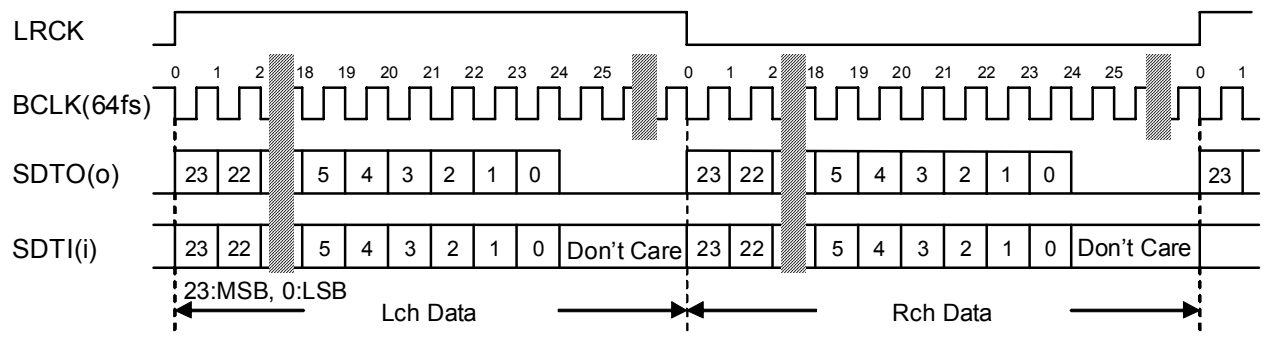 LRCK
0 1 2 18 19 20 21 22 23 24 25 0 1 2 18 19 20 21 22 23 24 25 0 1
BCLK(64fs)
SDTO(o) 23 22 5 4 3 2 1 0 23 22 5 4 3 2 1 0 23
SDTI(i) 23 22 5 4 3 2 1 0 Don't Care 23 22 5 4 3 2 1 0 Don't Care
23:MSB, 0:LSB
Lch Data Rch Data